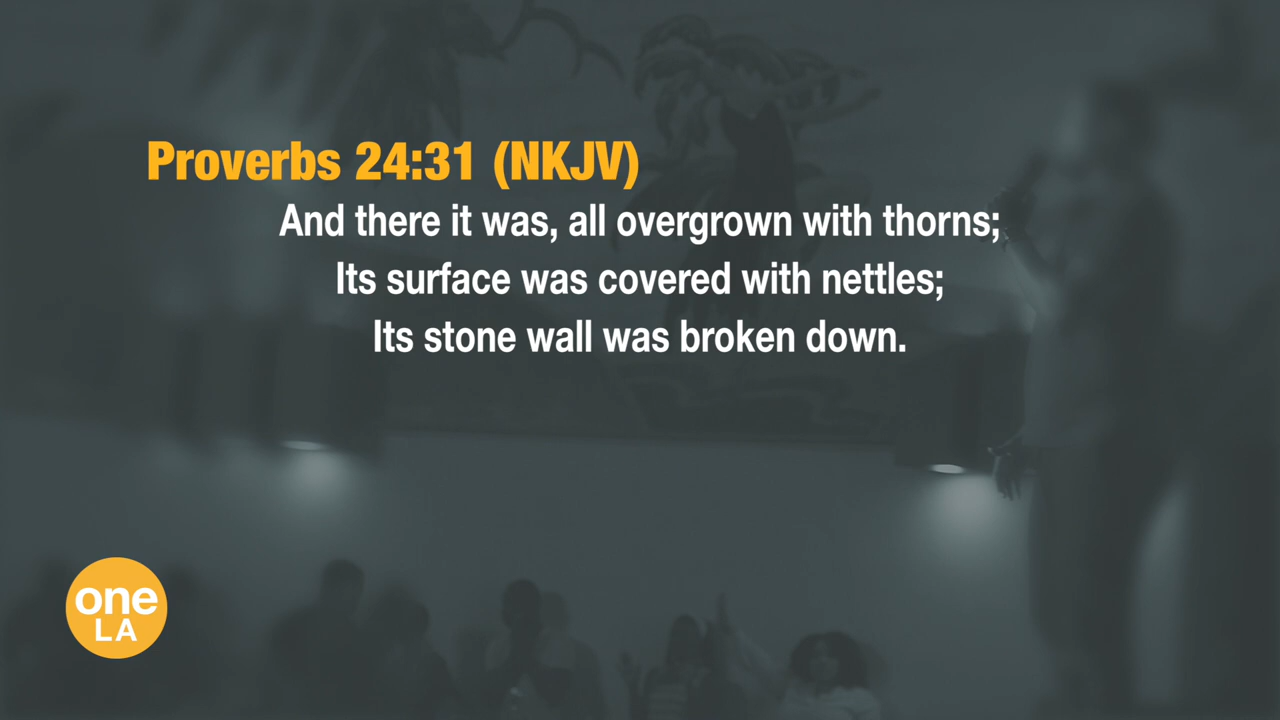 Proverbs 24:31 (NKJV)
And there it was, all overgrown with thorns;
Its surface was covered with nettles;
Its stone wall was broken down.
one
LA